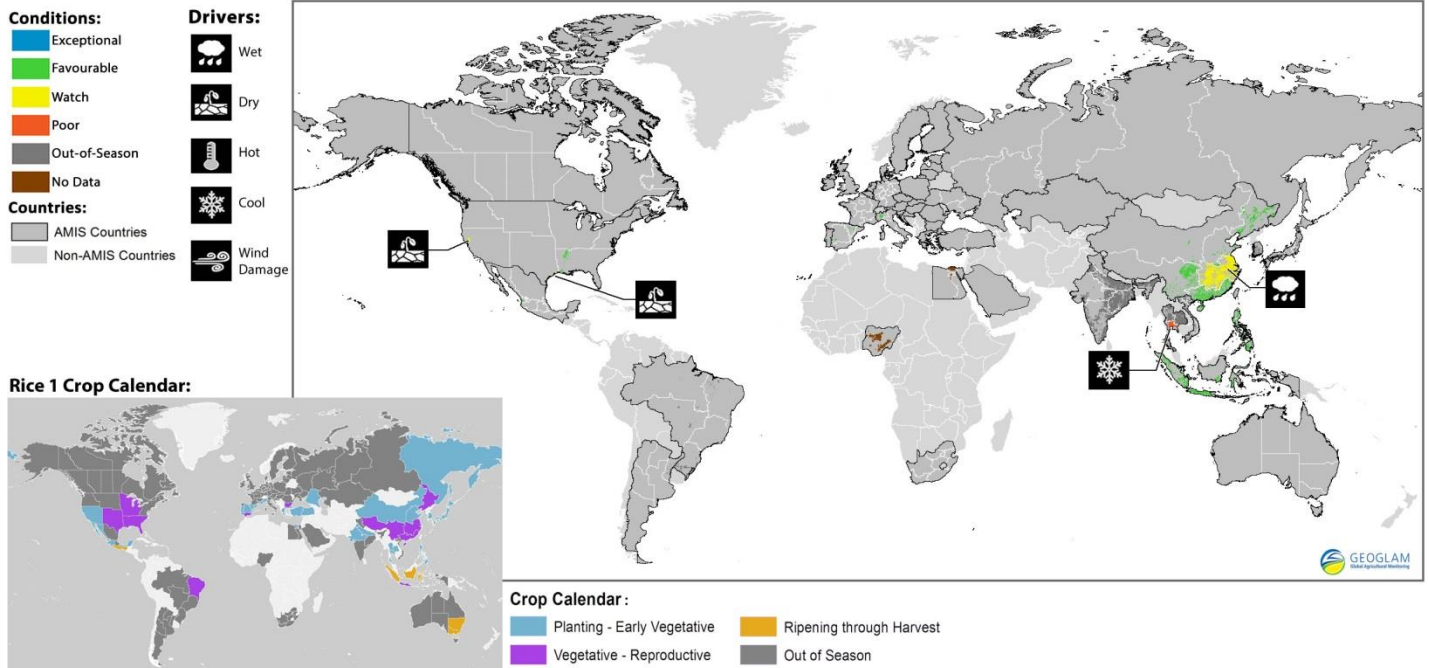 Conditions:
Exceptional
Favourable
Watch
Poor
Out-of-Season
No Data
Countries:
AMIS Countries
Non-AMIS Countries
Drivers:
Wet
Dry
Hot
Cool
Wind
Damage
GEOGLAM
Global Agricultural Monitoring
Rice 1 Crop Calendar:
Crop Calendar :
Planting - Early Vegetative
Vegetative - Reproductive
Ripening through Harvest
Out of Season